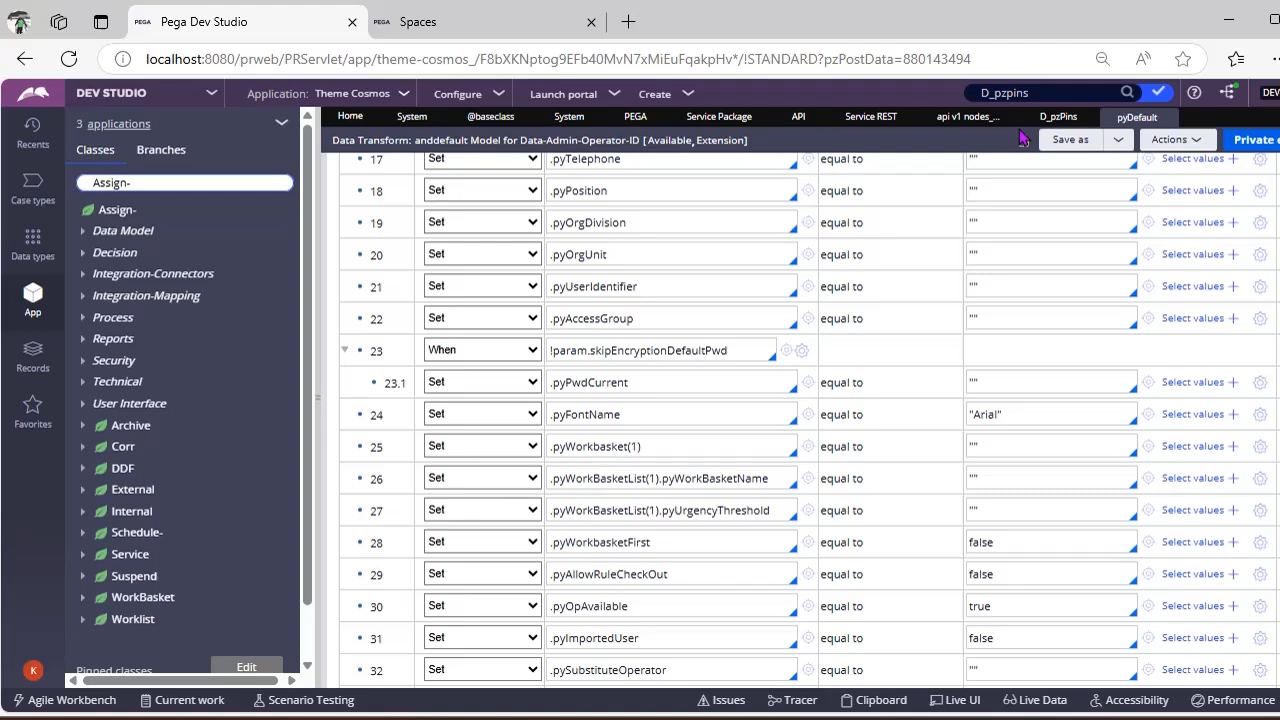 PEGA Pega Dev Studio
PEGA Spaces
localhost:8080/prweb/PRServlet/app/theme-cosmos_/F8bXKNptog9EFb40MvN7xMiEuFqakpHv*/!STANDARD?pzPostData=880143494
DEV STUDIO
Application: Theme Cosmos
Configure
Launch portal
Create
D_pzpins
DEV
Home System @baseclass System PEGA Service Package API Service REST api v1 nodes_... D_pzPins pyDefault
Data Transform: anddefault Model for Data-Admin-Operator-ID [Available, Extension]
Save as
Actions
Private
Recents
Case types
Data types
App
Records
Favorites
K
3 applications
Classes Branches
Assign-
Assign-
Data Model
Decision
Integration-Connectors
Integration-Mapping
Process
Reports
Security
Technical
User Interface
Archive
Corr
DDF
External
Internal
Schedule-
Service
Suspend
WorkBasket
Worklist
Pinned classes
Edit
17 Set .pyTelephone equal to "" Select values
18 Set .pyPosition equal to "" Select values
19 Set .pyOrgDivision equal to "" Select values
20 Set .pyOrgUnit equal to "" Select values
21 Set .pyUserIdentifier equal to "" Select values
22 Set .pyAccessGroup equal to "" Select values
23 When !param.skipEncryptionDefaultPwd
23.1 Set .pyPwdCurrent equal to "" Select values
24 Set .pyFontName equal to "Arial" Select values
25 Set .pyWorkbasket(1) equal to "" Select values
26 Set .pyWorkBasketList(1).pyWorkBasketName equal to "" Select values
27 Set .pyWorkBasketList(1).pyUrgencyThreshold equal to "" Select values
28 Set .pyWorkbasketFirst equal to false Select values
29 Set .pyAllowRuleCheckOut equal to false Select values
30 Set .pyOpAvailable equal to true Select values
31 Set .pyImportedUser equal to false Select values
32 Set .pySubstituteOperator equal to "" Select values
Agile Workbench Current work Scenario Testing Issues Tracer Clipboard Live UI Live Data Accessibility Performance